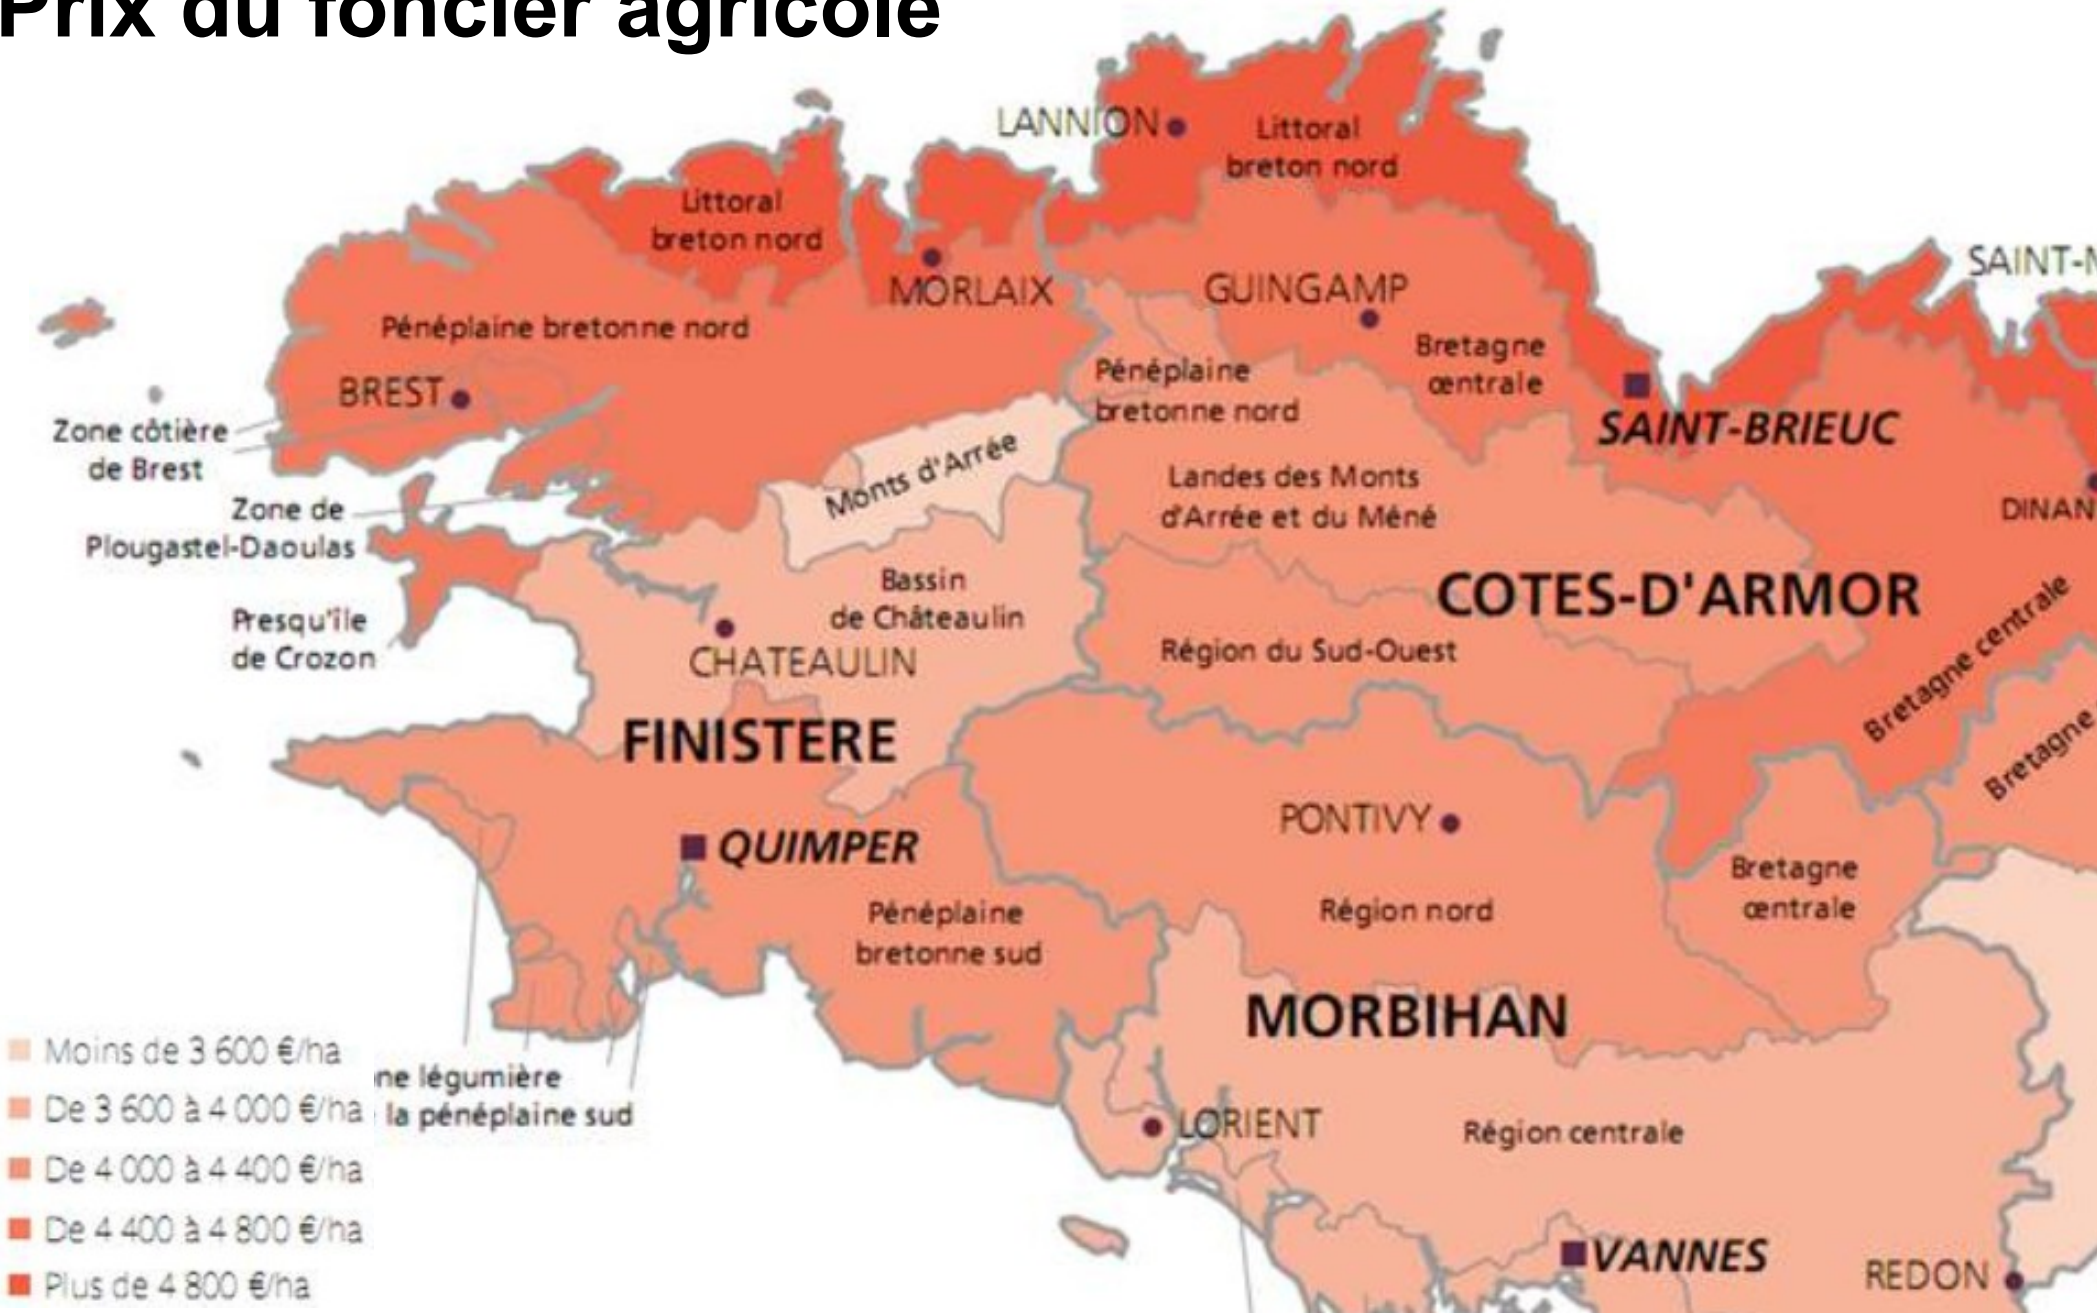 Prix du foncier agricole
LANNION
Littoral
breton nord
Littoral
breton nord
MORLAIX
GUINGAMP
SAINT-
Pénéplaine bretonne nord
BREST
Bretagne
centrale
Pénéplaine
bretonne nord
SAINT-BRIEUC
Zone côtière
de Brest
Monts d'Arrée
Landes des Monts
d'Arrée et du Méné
DINAN
Zone de
Plougastel-Daoulas
Bassin
de Châteaulin
COTES-D'ARMOR
Presqu'île
de Crozon
CHATEAULIN
Région du Sud-Ouest
Bretagne centrale
Bretagne
FINISTERE
QUIMPER
PONTIVY
Bretagne
centrale
Pénéplaine
bretonne sud
Région nord
MORBIHAN
ne légumière
la pénéplaine sud
LORIENT
Région centrale
VANNES
REDON
Moins de 3 600 €/ha
De 3 600 à 4 000 €/ha
De 4 000 à 4 400 €/ha
De 4 400 à 4 800 €/ha
Plus de 4 800 €/ha